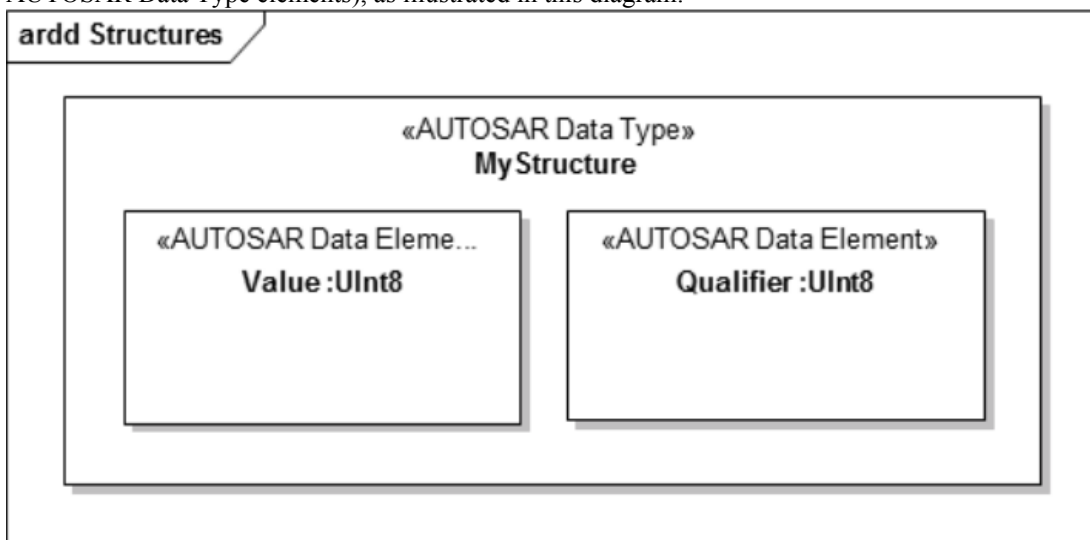 AUTOSAR Data Type elements), as illustrated in this diagram.
ardd Structures
«AUTOSAR Data Type»
MyStructure
«AUTOSAR Data Eleme...
Value :UInt8
«AUTOSAR Data Element»
Qualifier :UInt8